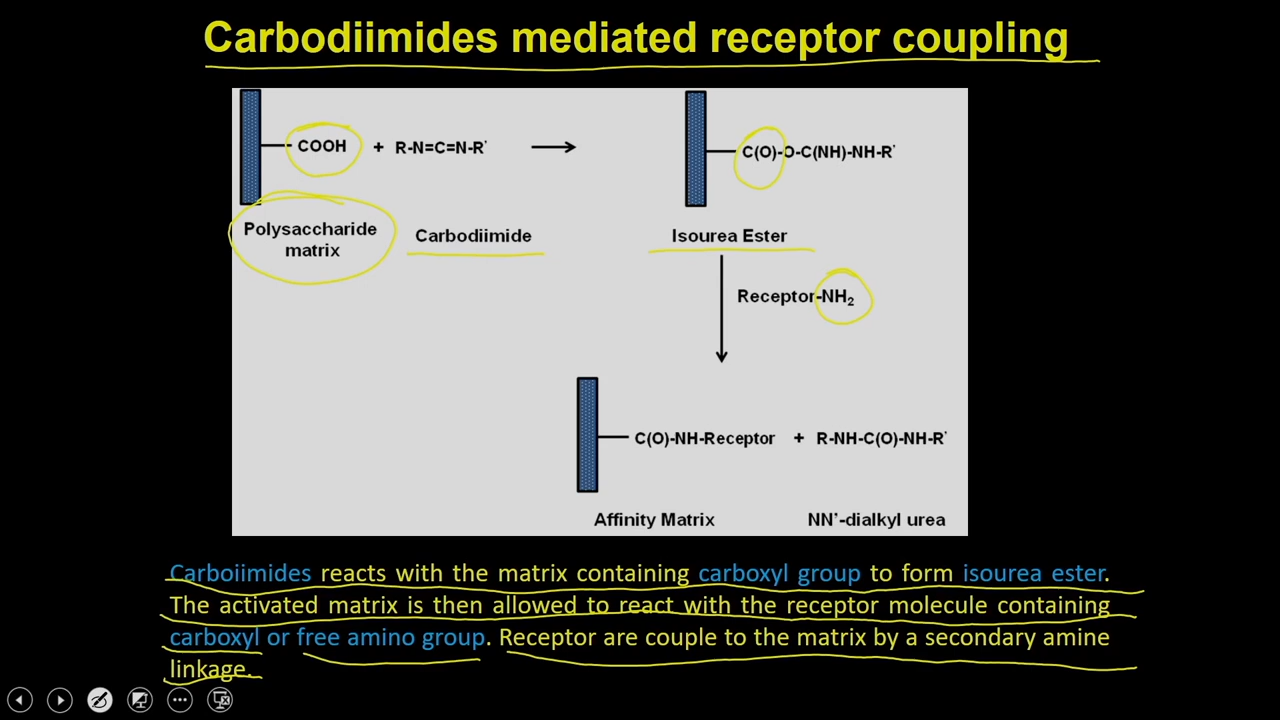 Carbodiimides mediated receptor coupling
COOH + R-N=C=N-R'
C(O)-O-C(NH)-NH-R'
Polysaccharide
matrix
Carbodiimide
Isourea Ester
Receptor-NH2
C(O)-NH-Receptor + R-NH-C(O)-NH-R'
Affinity Matrix
NN'-dialkyl urea
Carboiimides reacts with the matrix containing carboxyl group to form isourea ester.
The activated matrix is then allowed to react with the receptor molecule containing
carboxyl or free amino group. Receptor are couple to the matrix by a secondary amine
linkage.